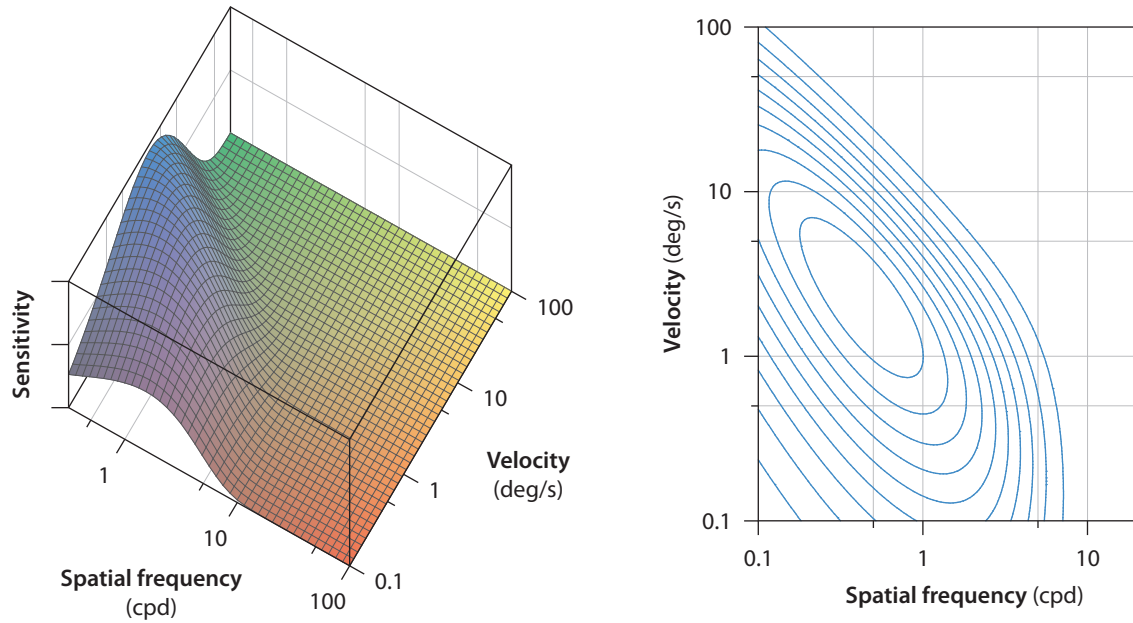 Sensitivity
1
10
100
Spatial frequency
(cpd)
0.1
1
10
100
Velocity
(deg/s)
100
10
1
0.1
Velocity (deg/s)
0.1
1
10
Spatial frequency (cpd)